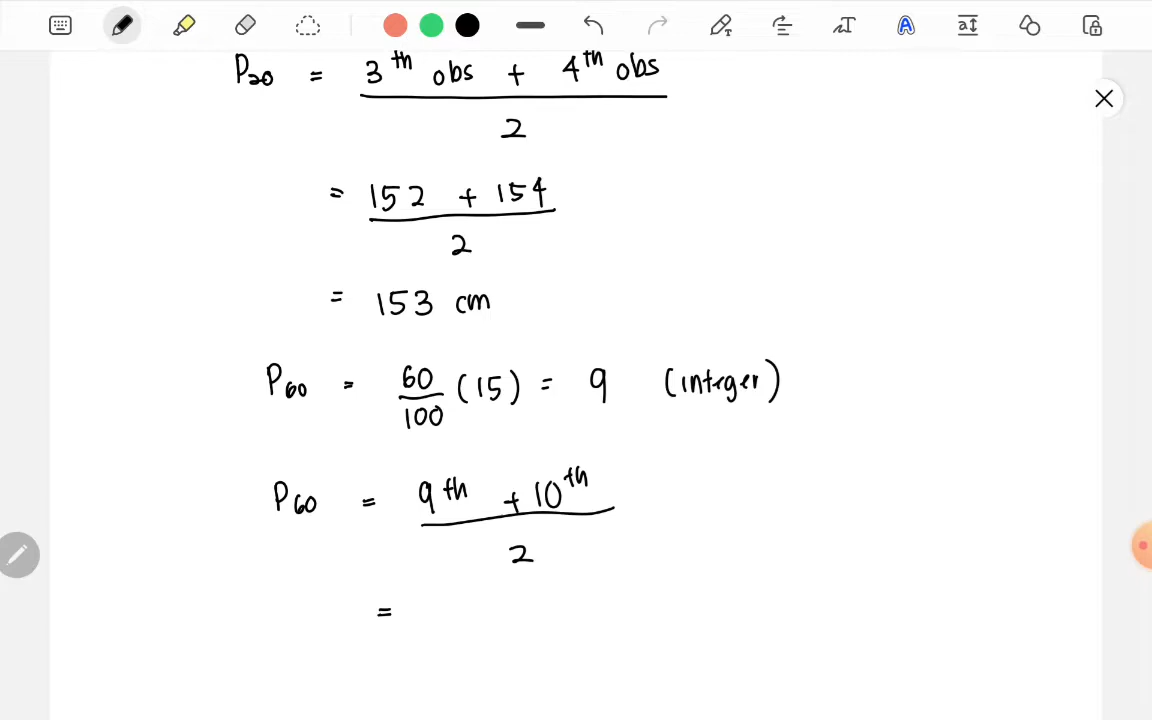 P20 = 3th obs + 4th obs
2
= 152 + 154
2
= 153 cm
P60 = 60/100 (15) = 9 (integer)
P60 = 9th + 10th
2
=